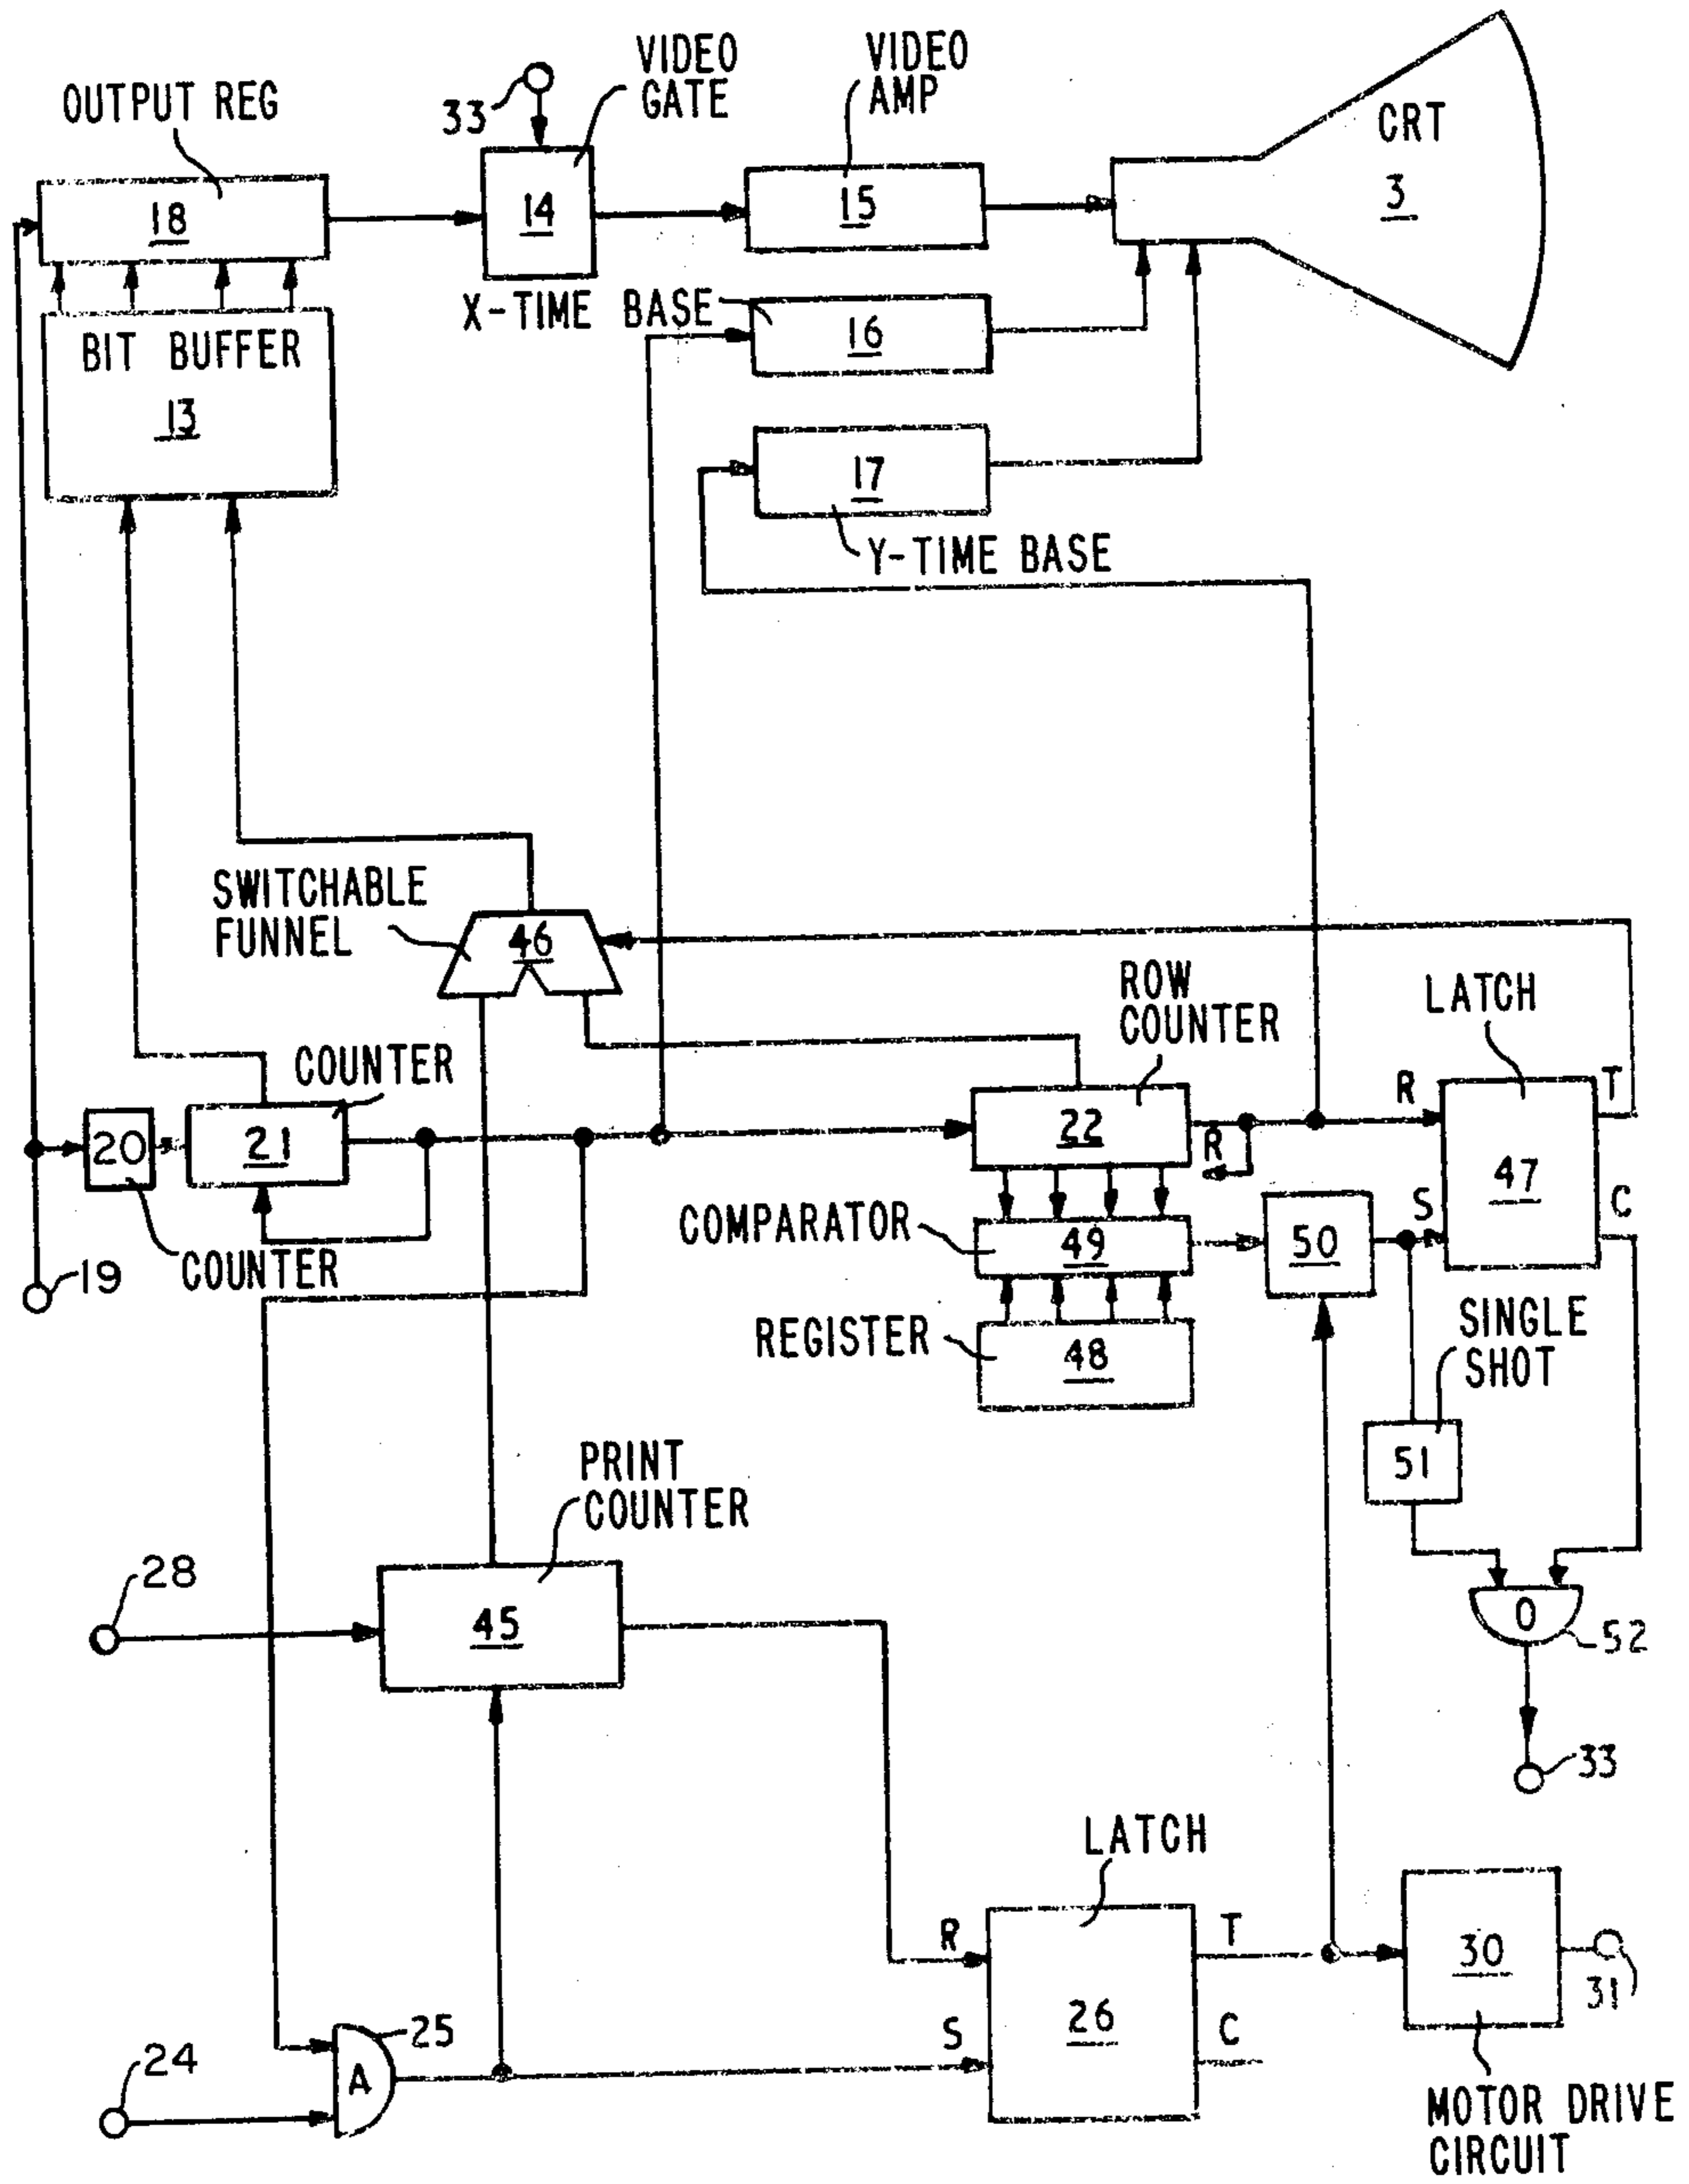 VIDEO
GATE
VIDEO
AMP
OUTPUT REG
33
CRT
3
18
14
15
X-TIME BASE
16
BIT BUFFER
13
17
Y-TIME BASE
SWITCHABLE
FUNNEL
46
ROW
COUNTER
LATCH
COUNTER
R
T
20
21
22
R
47
S
C
COMPARATOR
49
50
19
COUNTER
REGISTER
48
SINGLE
SHOT
51
PRINT
COUNTER
28
45
O
52
33
LATCH
R
T
30
31
26
25
S
C
24
A
MOTOR DRIVE
CIRCUIT